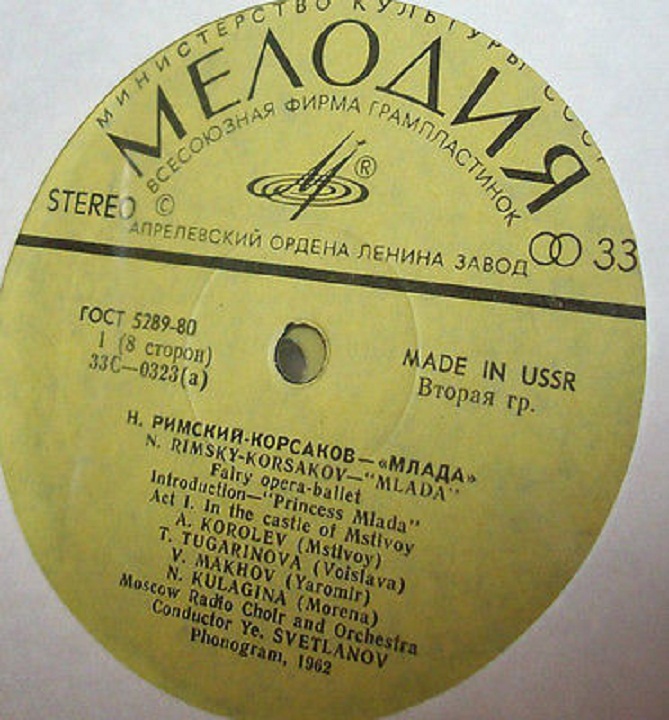 МИНИСТЕРСТВО КУЛЬТУРЫ СССР
МЕЛОДИЯ
ВСЕСОЮЗНАЯ ФИРМА ГРАМПЛАСТИНОК
®
STEREO ©
АПРЕЛЕВСКИЙ ОРДЕНА ЛЕНИНА ЗАВОД
33
ГОСТ 5289-80
1 (8 сторон)
33С—0323(а)
MADE IN USSR
Вторая гр.
Н. РИМСКИЙ-КОРСАКОВ—«МЛАДА»
N. RIMSKY-KORSAKOV—"MLADA"
Fairy opera-ballet
Introduction—"Princess Mlada"
Act I. In the castle of Mstivoy
A. KOROLEV (Mstivoy)
T. TUGARINOVA (Voislava)
V. MAKHOV (Yaromir)
N. KULAGINA (Morena)
Moscow Radio Choir and Orchestra
Conductor Ye. SVETLANOV
Phonogram, 1962